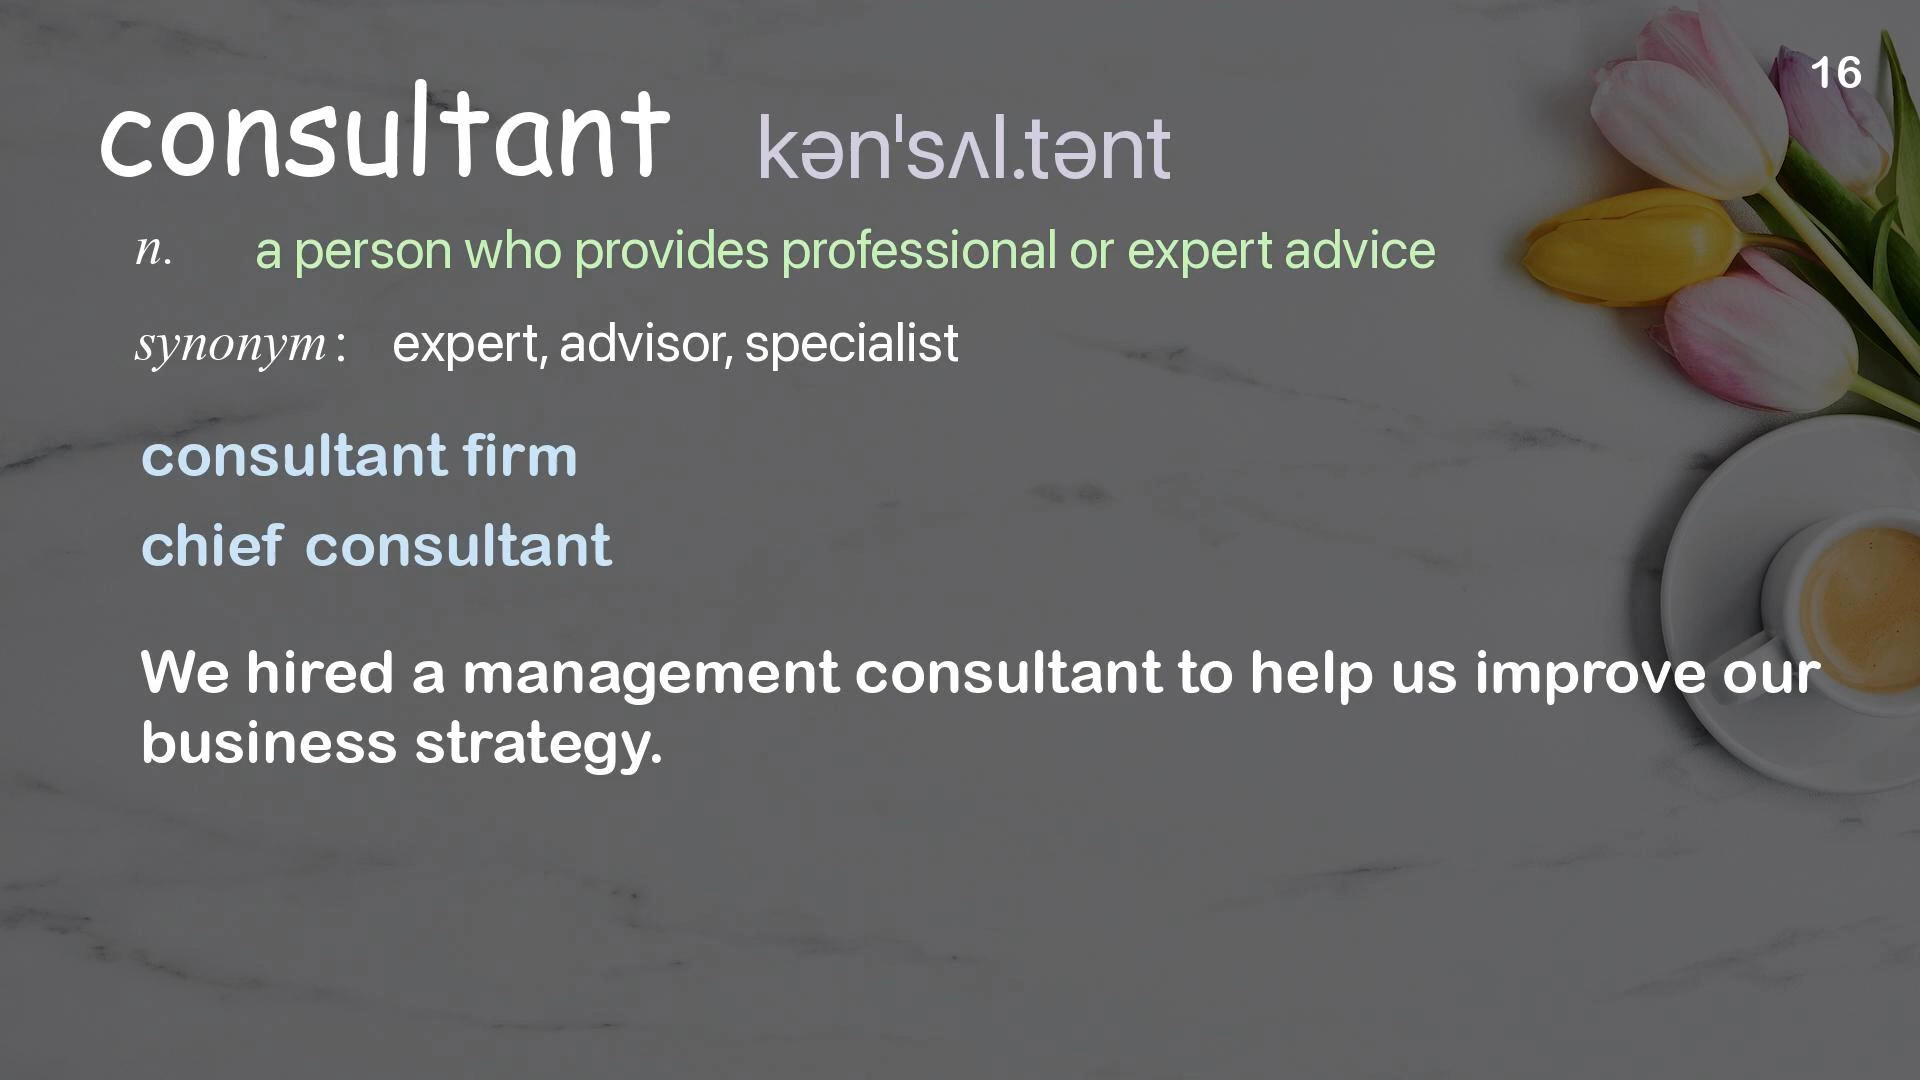 16
consultant kən'sʌl.tənt
n. a person who provides professional or expert advice
synonym: expert, advisor, specialist
consultant firm
chief consultant
We hired a management consultant to help us improve our
business strategy.